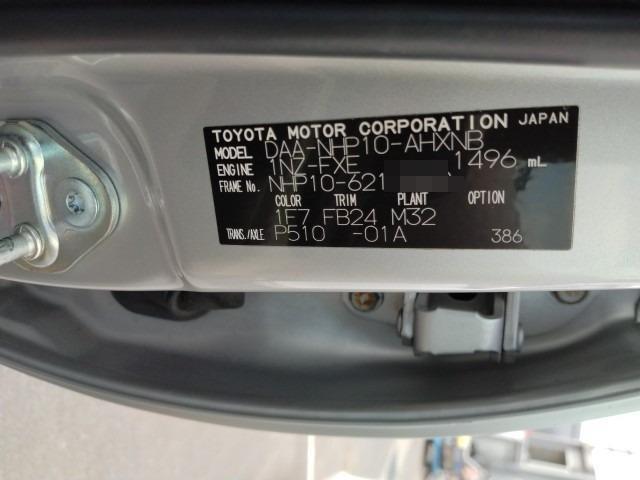 TOYOTA MOTOR CORPORATION JAPAN
MODEL DAA-NHP10-AHXNB
ENGINE 1NZ-FXE 1496 mL
FRAME No. NHP10-621
COLOR TRIM PLANT OPTION
1F7 FB24 M32
TRANS./AXLE P510 -01A 386